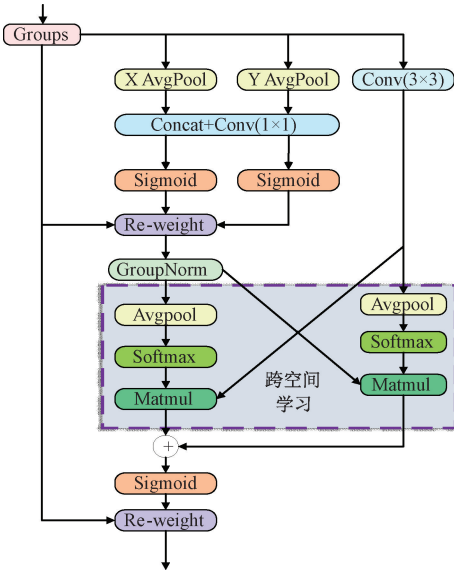 Groups
X AvgPool
Y AvgPool
Conv(3×3)
Concat+Conv(1×1)
Sigmoid
Sigmoid
Re-weight
GroupNorm
Avgpool
Avgpool
Softmax
Softmax
Matmul
Matmul
跨空间
学习
+
Sigmoid
Re-weight